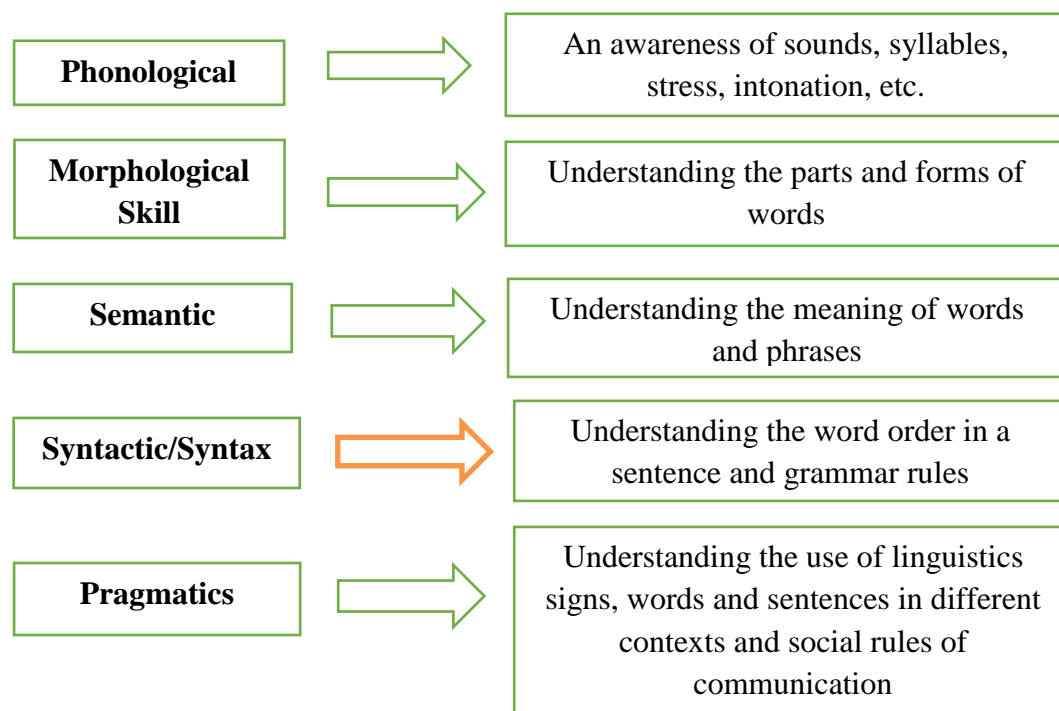 Phonological
An awareness of sounds, syllables,
stress, intonation, etc.
Morphological
Skill
Understanding the parts and forms of
words
Semantic
Understanding the meaning of words
and phrases
Syntactic/Syntax
Understanding the word order in a
sentence and grammar rules
Pragmatics
Understanding the use of linguistics
signs, words and sentences in different
contexts and social rules of
communication